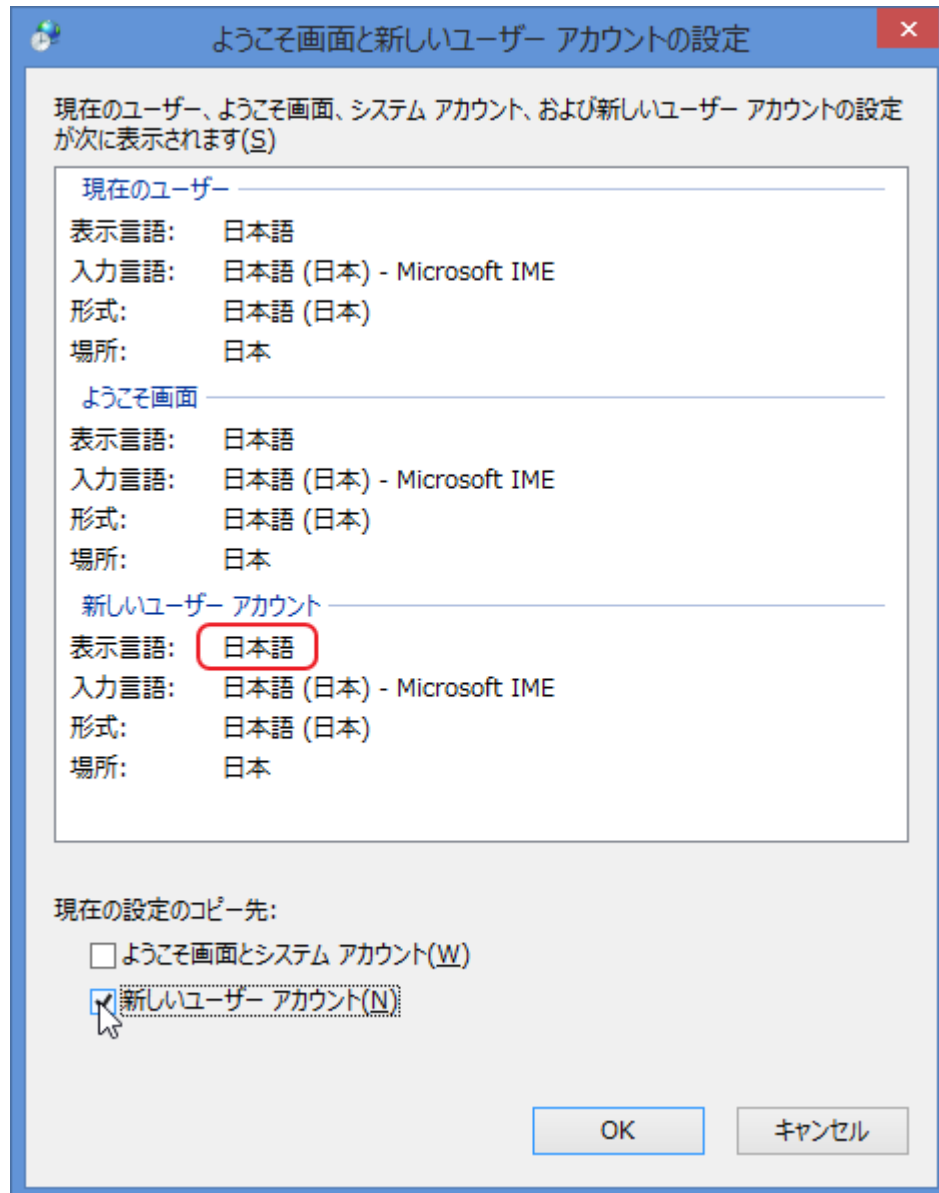 ようこそ画面と新しいユーザー アカウントの設定
現在のユーザー、ようこそ画面、システム アカウント、および新しいユーザー アカウントの設定
が次に表示されます(S)
現在のユーザー
表示言語: 日本語
入力言語: 日本語 (日本) - Microsoft IME
形式: 日本語 (日本)
場所: 日本
ようこそ画面
表示言語: 日本語
入力言語: 日本語 (日本) - Microsoft IME
形式: 日本語 (日本)
場所: 日本
新しいユーザー アカウント
表示言語: 日本語
入力言語: 日本語 (日本) - Microsoft IME
形式: 日本語 (日本)
場所: 日本
現在の設定のコピー先:
ようこそ画面とシステム アカウント(W)
新しいユーザー アカウント(N)
OK キャンセル